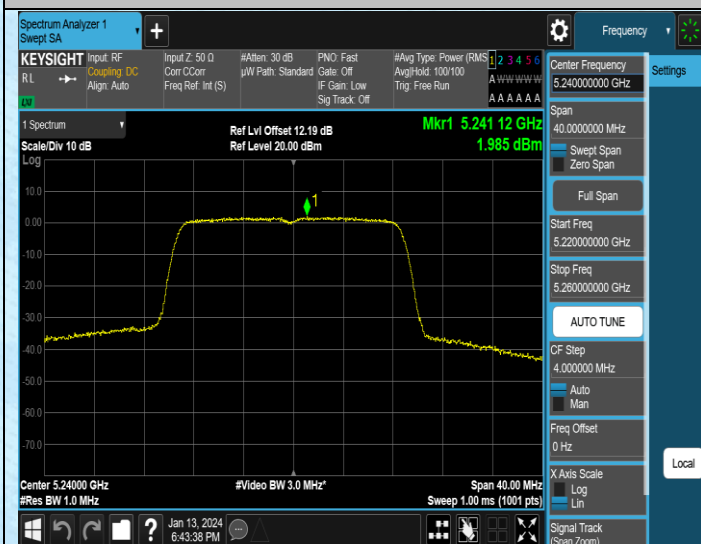 Spectrum Analyzer 1
Swept SA
+
Frequency
KEYSIGHT
RL
LXI
Input: RF
Coupling: DC
Align: Auto
Input Z: 50 Ω
Corr CCorr
Freq Ref: Int (S)
#Atten: 30 dB
µW Path: Standard
PNO: Fast
Gate: Off
IF Gain: Low
Sig Track: Off
#Avg Type: Power (RMS
Avg|Hold: 100/100
Trig: Free Run
1 2 3 4 5 6
A W W W W W
A A A A A A
1 Spectrum
Scale/Div 10 dB
Ref Lvl Offset 12.19 dB
Ref Level 20.00 dBm
Mkr1 5.241 12 GHz
1.985 dBm
Log
10.0
0.00
-10.0
-20.0
-30.0
-40.0
-50.0
-60.0
-70.0
1
Center 5.24000 GHz
#Res BW 1.0 MHz
#Video BW 3.0 MHz*
Span 40.00 MHz
Sweep 1.00 ms (1001 pts)
?
Jan 13, 2024
6:43:38 PM
Center Frequency
5.240000000 GHz
Span
40.0000000 MHz
Swept Span
Zero Span
Full Span
Start Freq
5.220000000 GHz
Stop Freq
5.260000000 GHz
AUTO TUNE
CF Step
4.000000 MHz
Auto
Man
Freq Offset
0 Hz
X Axis Scale
Log
Lin
Signal Track
(Span Zoom)
Settings
Local